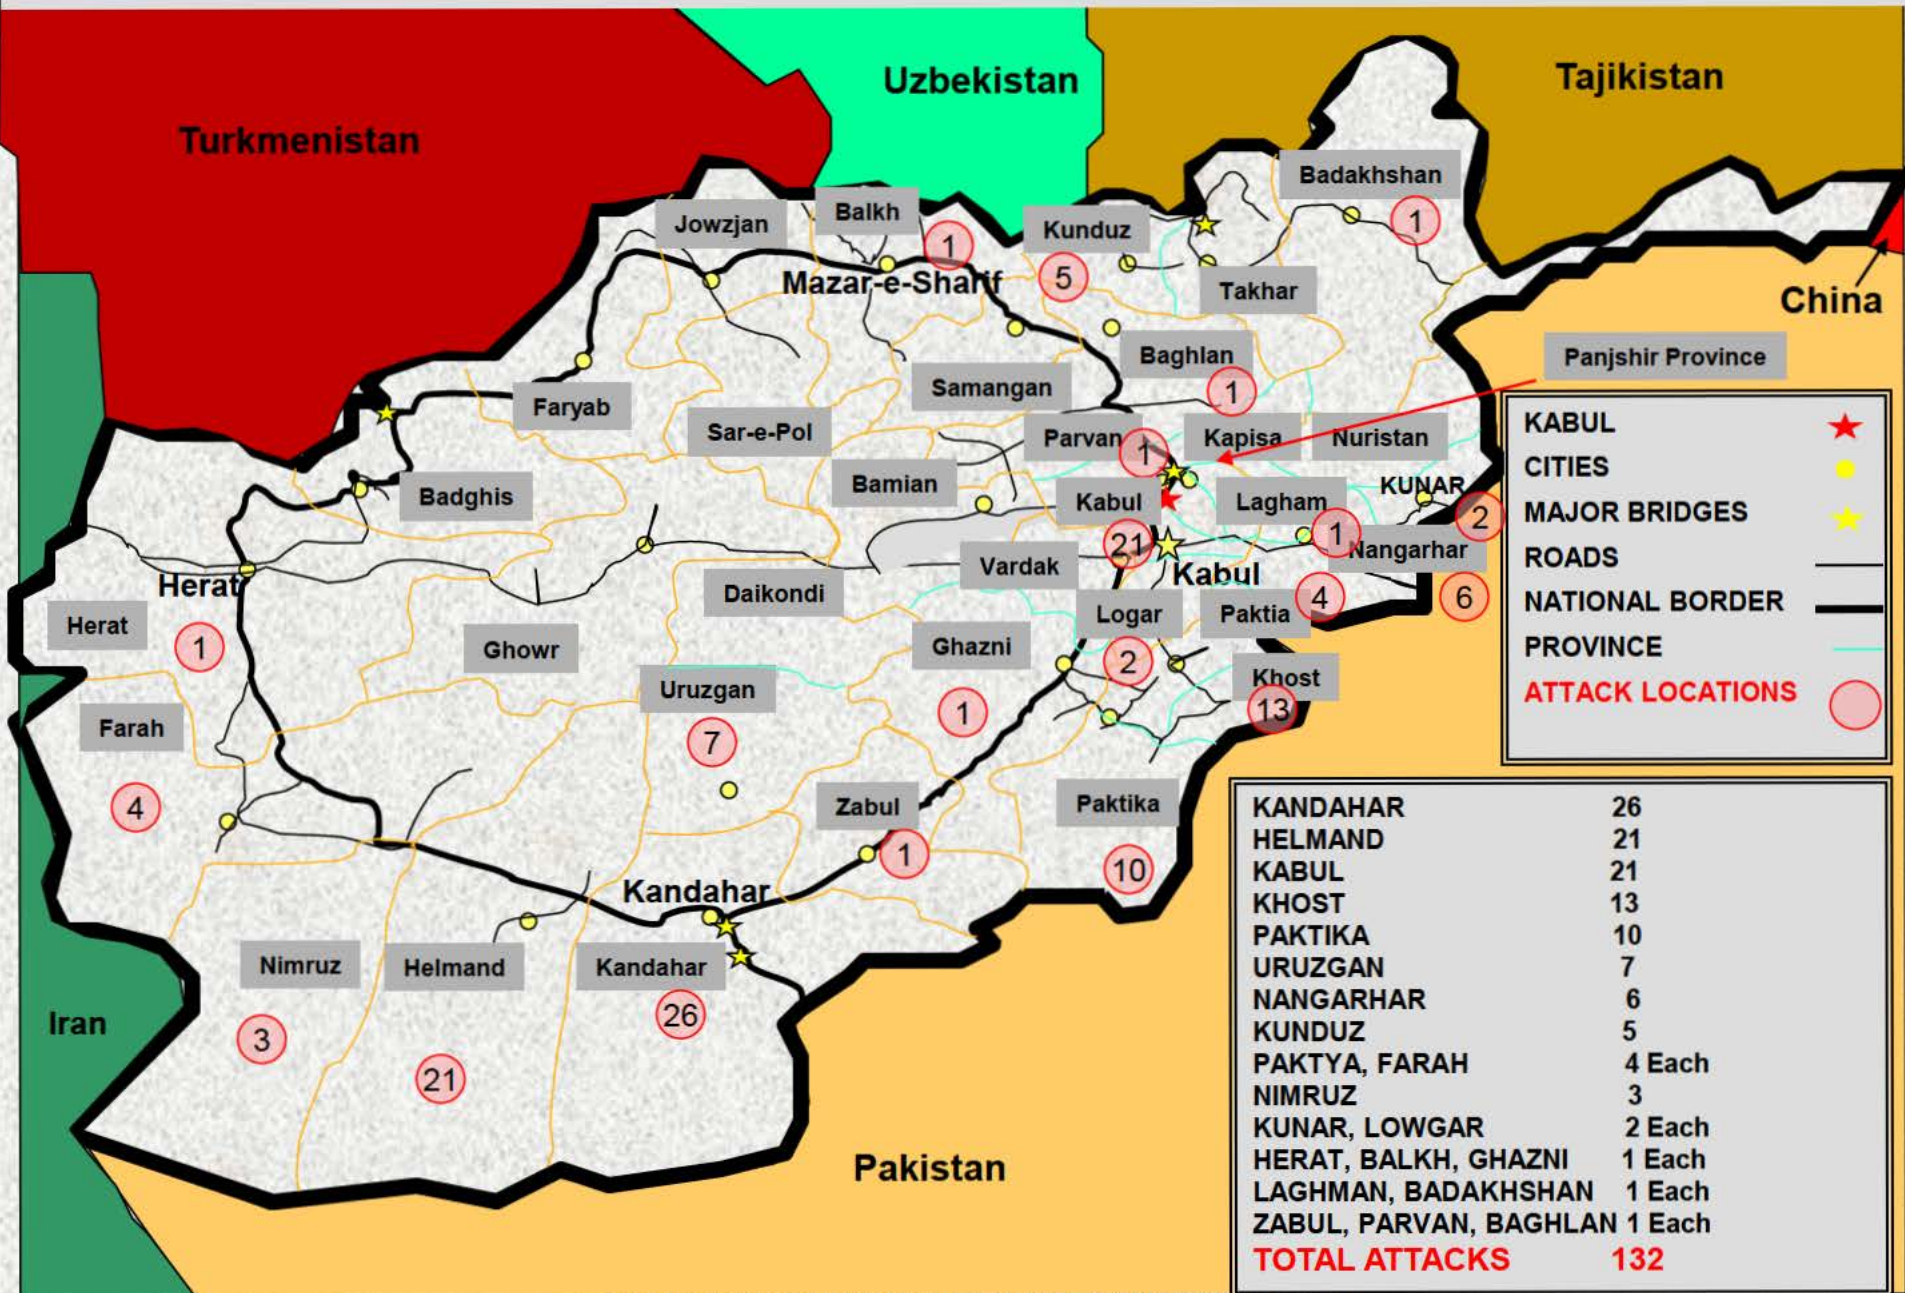 Uzbekistan
Tajikistan
Turkmenistan
Badakhshan
1
Jowzjan
Balkh
1
Kunduz
5
Mazar-e-Sharif
Takhar
China
Baghlan
1
Panjshir Province
Samangan
Faryab
Sar-e-Pol
Parvan
1
Kapisa
Nuristan
Bamian
Badghis
Kabul
21
Lagham
1
KUNAR
2
Nangarhar
6
Vardak
Kabul
Herat
Daikondi
Logar
2
Paktia
4
Herat
1
Ghowr
Ghazni
1
Uruzgan
7
Khost
13
Farah
4
Zabul
1
Paktika
10
Kandahar
Nimruz
3
Helmand
21
Kandahar
26
Iran
Pakistan
KABUL
CITIES
MAJOR BRIDGES
ROADS
NATIONAL BORDER
PROVINCE
ATTACK LOCATIONS
KANDAHAR 26
HELMAND 21
KABUL 21
KHOST 13
PAKTIKA 10
URUZGAN 7
NANGARHAR 6
KUNDUZ 5
PAKTYA, FARAH 4 Each
NIMRUZ 3
KUNAR, LOWGAR 2 Each
HERAT, BALKH, GHAZNI 1 Each
LAGHMAN, BADAKHSHAN 1 Each
ZABUL, PARVAN, BAGHLAN 1 Each
TOTAL ATTACKS 132